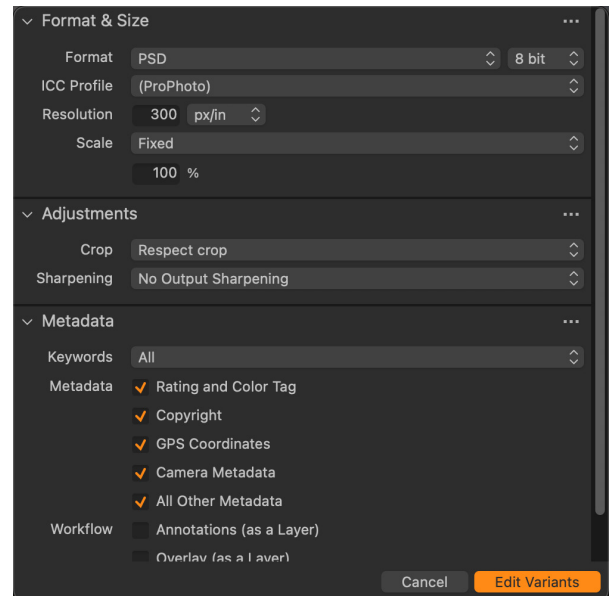 Format & Size
Format PSD 8 bit
ICC Profile (ProPhoto)
Resolution 300 px/in
Scale Fixed
100 %
Adjustments
Crop Respect crop
Sharpening No Output Sharpening
Metadata
Keywords All
Metadata Rating and Color Tag
Copyright
GPS Coordinates
Camera Metadata
All Other Metadata
Workflow Annotations (as a Layer)
Overlay (as a Layer)
Cancel Edit Variants